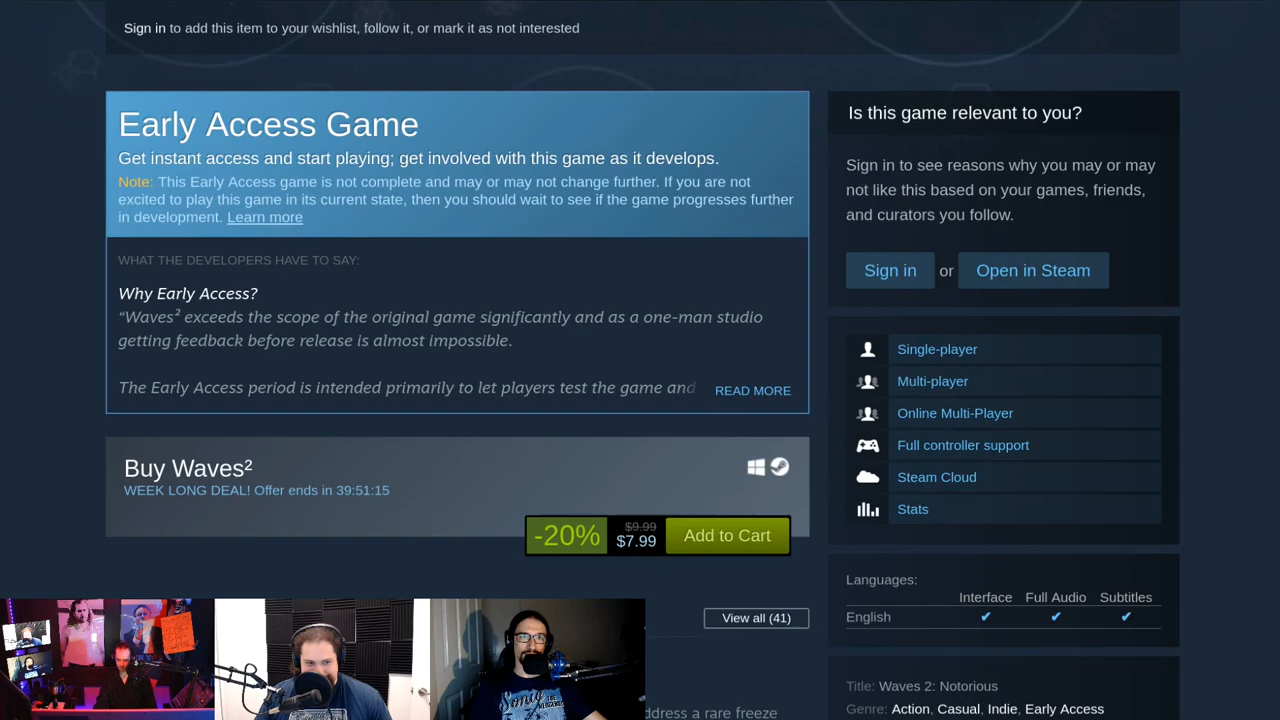 Sign in to add this item to your wishlist, follow it, or mark it as not interested
Early Access Game
Get instant access and start playing; get involved with this game as it develops.
Note: This Early Access game is not complete and may or may not change further. If you are not
excited to play this game in its current state, then you should wait to see if the game progresses further
in development. Learn more
WHAT THE DEVELOPERS HAVE TO SAY:
Why Early Access?
“Waves² exceeds the scope of the original game significantly and as a one-man studio
getting feedback before release is almost impossible.
The Early Access period is intended primarily to let players test the game and
READ MORE
Buy Waves²
WEEK LONG DEAL! Offer ends in 39:51:15
-20%
$9.99
$7.99
Add to Cart
View all (41)
ddress a rare freeze
Is this game relevant to you?
Sign in to see reasons why you may or may
not like this based on your games, friends,
and curators you follow.
Sign in or Open in Steam
Single-player
Multi-player
Online Multi-Player
Full controller support
Steam Cloud
Stats
Languages:
Interface Full Audio Subtitles
English ✔ ✔ ✔
Title: Waves 2: Notorious
Genre: Action, Casual, Indie, Early Access
Sonic